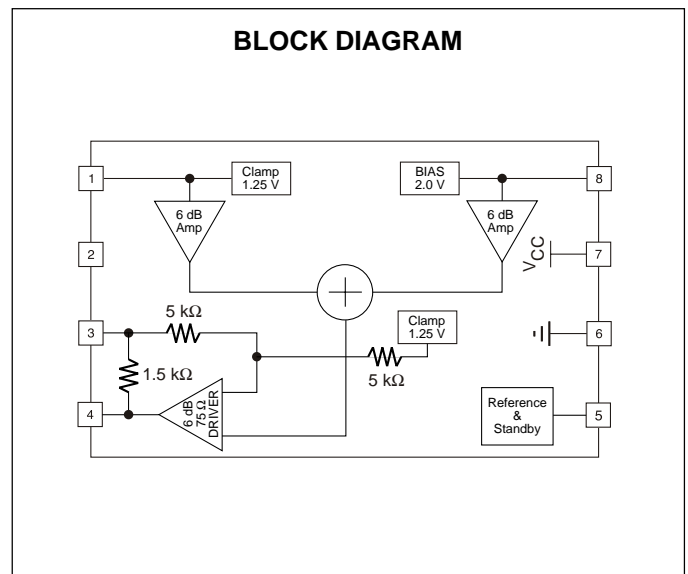 BLOCK DIAGRAM
1
Clamp
1.25 V
BIAS
2.0 V
8
6 dB
Amp
6 dB
Amp
2
VCC
7
3
5 kΩ
Clamp
1.25 V
6
1.5 kΩ
5 kΩ
4
6 dB
75 Ω
DRIVER
Reference
&
Standby
5